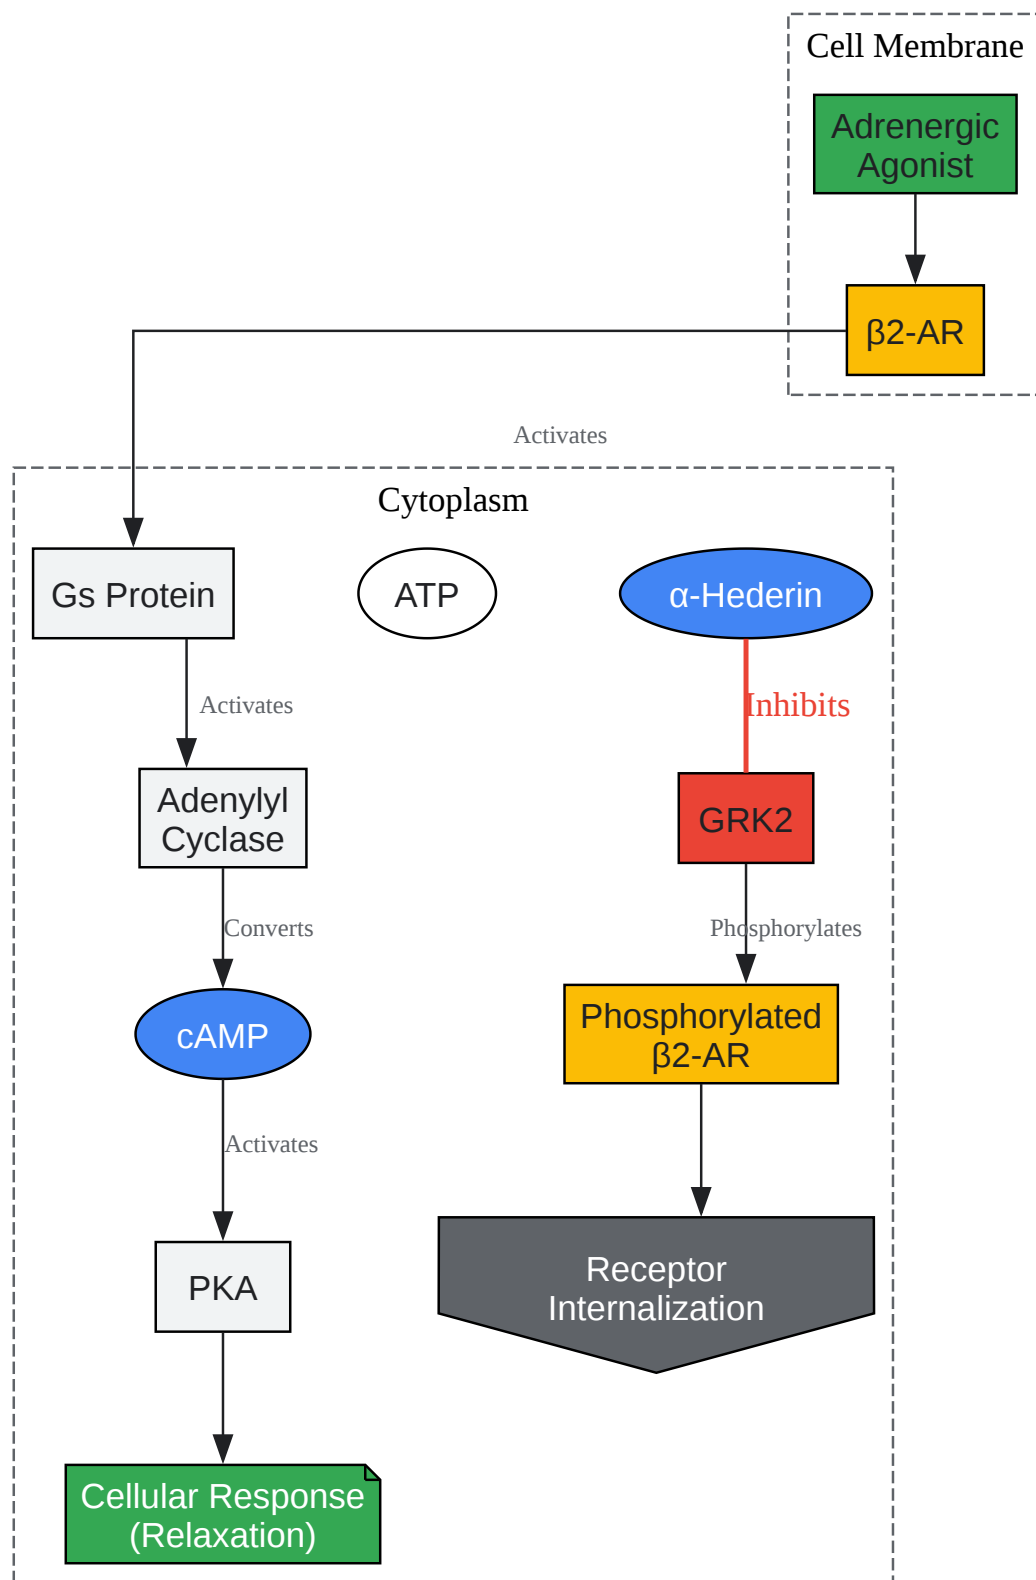 Cell Membrane
Adrenergic
Agonist
β2-AR
Activates
Cytoplasm
Gs Protein
ATP
α-Hederin
Activates
Inhibits
Adenylyl
Cyclase
GRK2
Converts
Phosphorylates
cAMP
Phosphorylated
β2-AR
Activates
PKA
Receptor
Internalization
Cellular Response
(Relaxation)